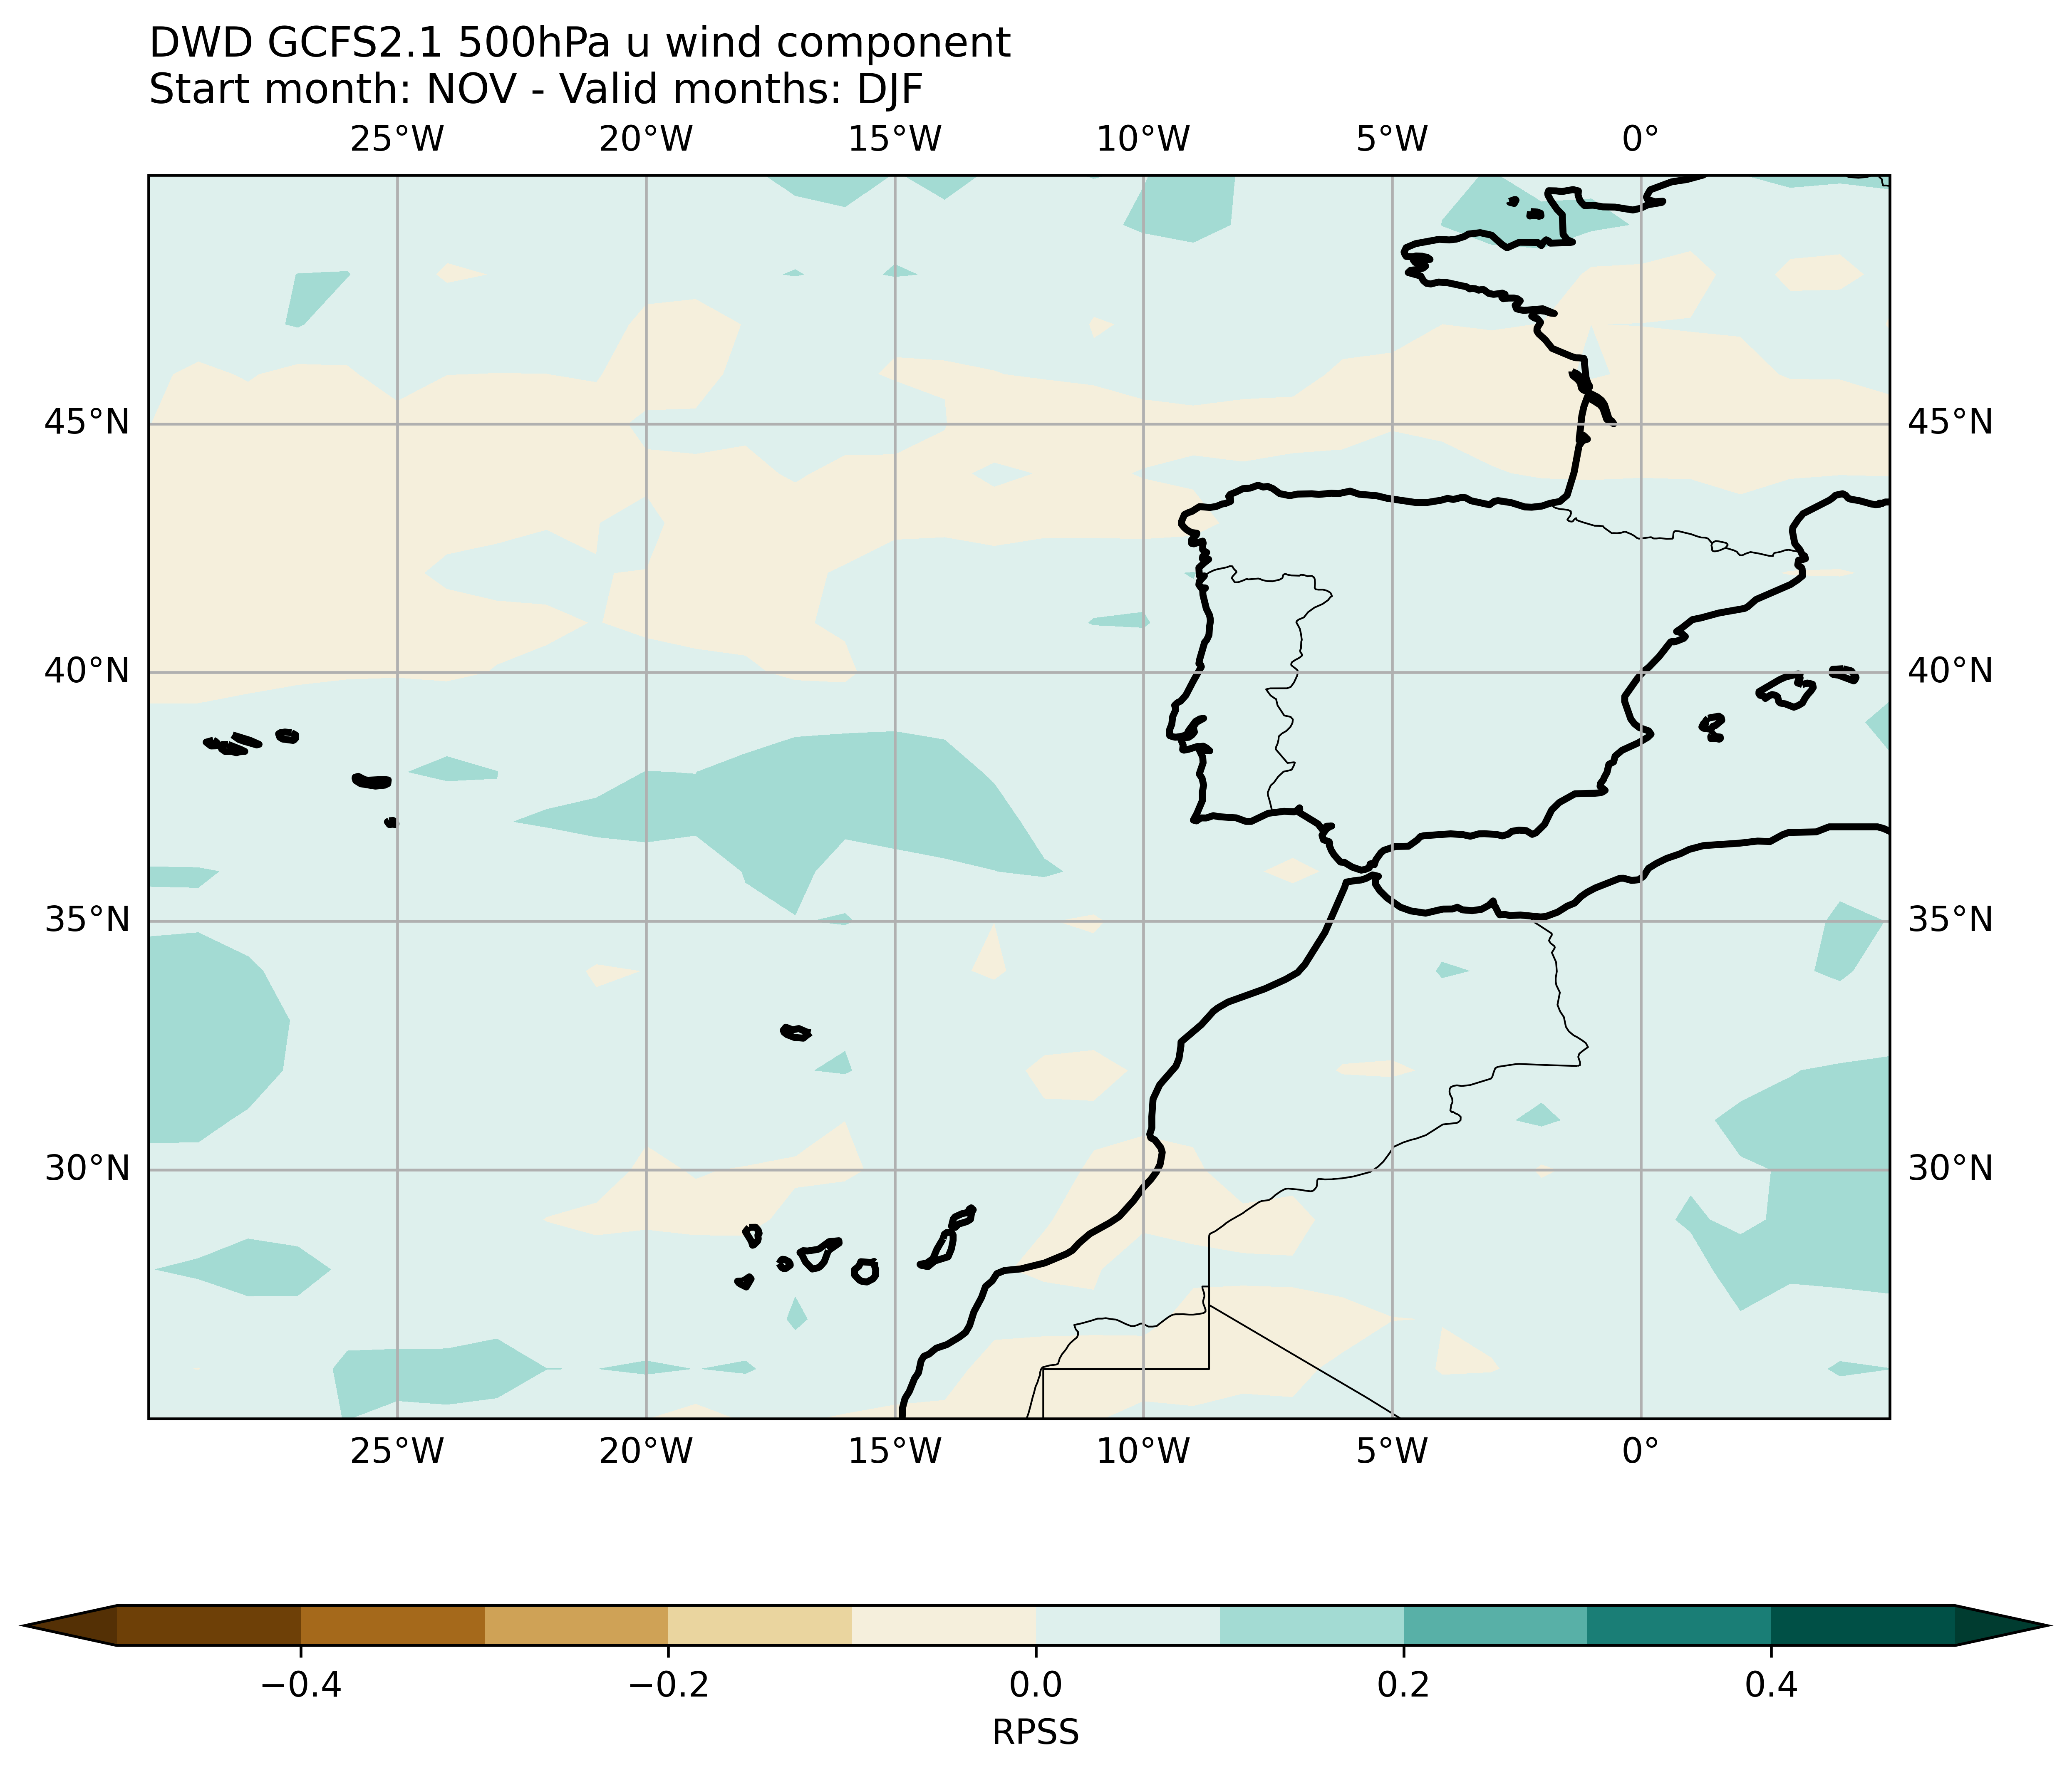 DWD GCFS2.1 500hPa u wind component
Start month: NOV - Valid months: DJF
25°W 20°W 15°W 10°W 5°W 0°
45°N 45°N
40°N 40°N
35°N 35°N
30°N 30°N
25°W 20°W 15°W 10°W 5°W 0°
−0.4 −0.2 0.0 0.2 0.4
RPSS